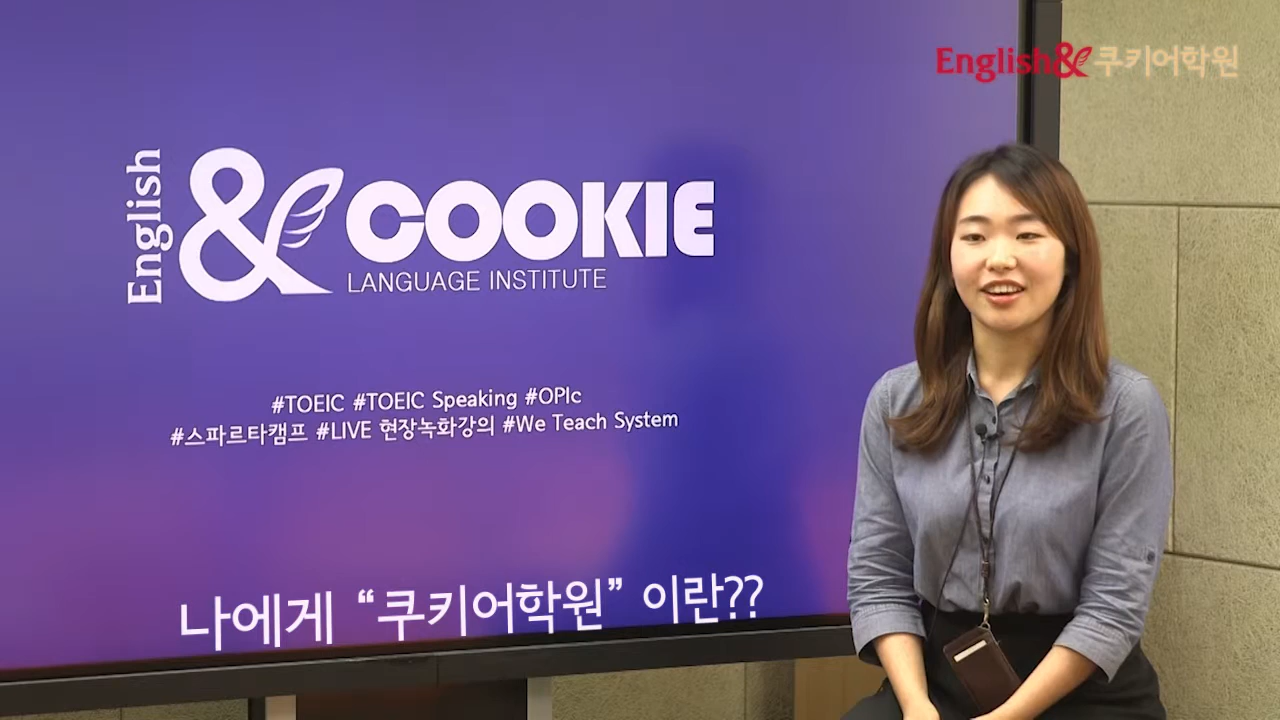 English&쿠키어학원
English & COOKIE
LANGUAGE INSTITUTE
#TOEIC #TOEIC Speaking #OPIc
#스파르타캠프 #LIVE 현장녹화강의 #We Teach System
나에게 “쿠키어학원” 이란??